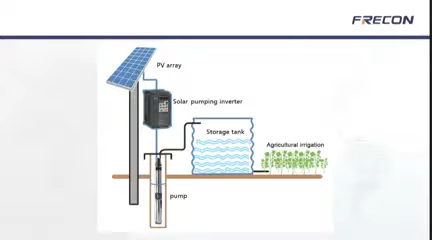 FRECON
PV array
Solar pumping inverter
Storage tank
Agricultural irrigation
pump